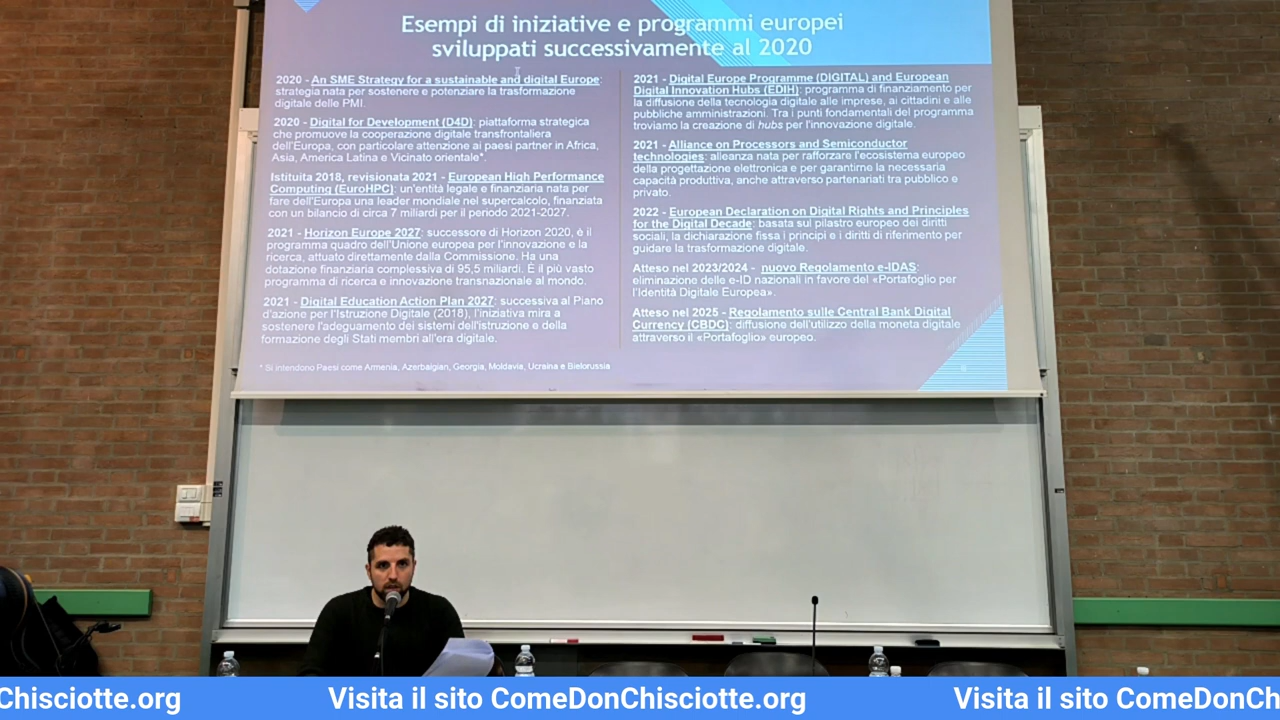 Esempi di iniziative e programmi europei
sviluppati successivamente al 2020
2020 - An SME Strategy for a sustainable and digital Europe:
strategia nata per sostenere e potenziare la trasformazione
digitale delle PMI.
2020 - Digital for Development (D4D): piattaforma strategica
che promuove la cooperazione digitale transfrontaliera
dell'Europa, con particolare attenzione ai paesi partner in Africa,
Asia, America Latina e Vicinato orientale*.
Istituita 2018, revisionata 2021 - European High Performance
Computing (EuroHPC): un'entità legale e finanziaria nata per
fare dell'Europa una leader mondiale nel supercalcolo, finanziata
con un bilancio di circa 7 miliardi per il periodo 2021-2027.
2021 - Horizon Europe 2027: successore di Horizon 2020, è il
programma quadro dell'Unione europea per l'innovazione e la
ricerca, attuato direttamente dalla Commissione. Ha una
dotazione finanziaria complessiva di 95,5 miliardi. È il più vasto
programma di ricerca e innovazione transnazionale al mondo.
2021 - Digital Education Action Plan 2027: successiva al Piano
d'azione per l'Istruzione Digitale (2018), l'iniziativa mira a
sostenere l'adeguamento dei sistemi dell'istruzione e della
formazione degli Stati membri all'era digitale.
* Si intendono Paesi come Armenia, Azerbaigian, Georgia, Moldavia, Ucraina e Bielorussia
2021 - Digital Europe Programme (DIGITAL) and European
Digital Innovation Hubs (EDIH): programma di finanziamento per
la diffusione della tecnologia digitale alle imprese, ai cittadini e alle
pubbliche amministrazioni. Tra i punti fondamentali del programma
troviamo la creazione di hubs per l'innovazione digitale.
2021 - Alliance on Processors and Semiconductor
technologies: alleanza nata per rafforzare l'ecosistema europeo
della progettazione elettronica e per garantirne la necessaria
capacità produttiva, anche attraverso partenariati tra pubblico e
privato.
2022 - European Declaration on Digital Rights and Principles
for the Digital Decade: basata sul pilastro europeo dei diritti
sociali, la dichiarazione fissa i principi e i diritti di riferimento per
guidare la trasformazione digitale.
Atteso nel 2023/2024 - nuovo Regolamento e-IDAS:
eliminazione delle e-ID nazionali in favore del «Portafoglio per
l'Identità Digitale Europea».
Atteso nel 2025 - Regolamento sulle Central Bank Digital
Currency (CBDC): diffusione dell'utilizzo della moneta digitale
attraverso il «Portafoglio» europeo.
Chisciotte.org Visita il sito ComeDonChisciotte.org Visita il sito ComeDonCh